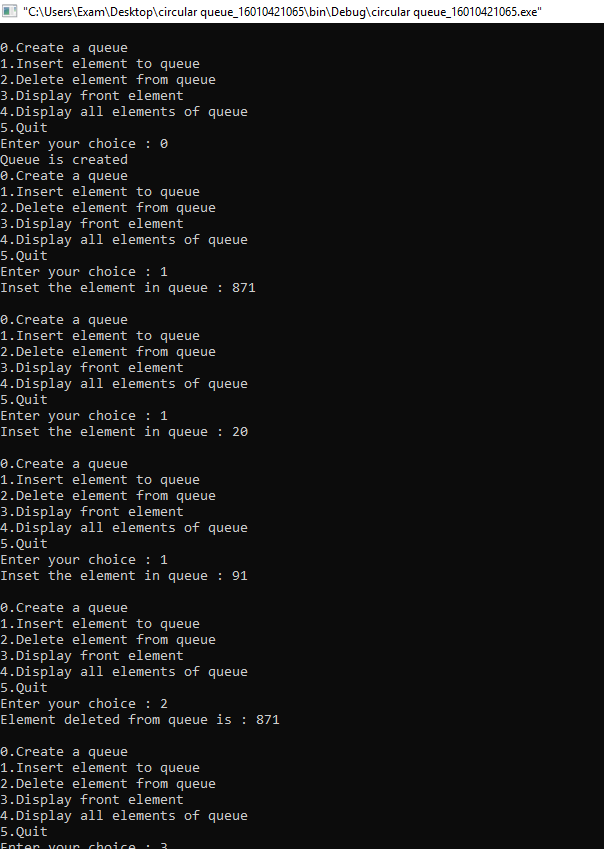 "C:\Users\Exam\Desktop\circular queue_16010421065\bin\Debug\circular queue_16010421065.exe"
0.Create a queue
1.Insert element to queue
2.Delete element from queue
3.Display front element
4.Display all elements of queue
5.Quit
Enter your choice : 0
Queue is created
0.Create a queue
1.Insert element to queue
2.Delete element from queue
3.Display front element
4.Display all elements of queue
5.Quit
Enter your choice : 1
Inset the element in queue : 871
0.Create a queue
1.Insert element to queue
2.Delete element from queue
3.Display front element
4.Display all elements of queue
5.Quit
Enter your choice : 1
Inset the element in queue : 20
0.Create a queue
1.Insert element to queue
2.Delete element from queue
3.Display front element
4.Display all elements of queue
5.Quit
Enter your choice : 1
Inset the element in queue : 91
0.Create a queue
1.Insert element to queue
2.Delete element from queue
3.Display front element
4.Display all elements of queue
5.Quit
Enter your choice : 2
Element deleted from queue is : 871
0.Create a queue
1.Insert element to queue
2.Delete element from queue
3.Display front element
4.Display all elements of queue
5.Quit
Enter your choice : 3